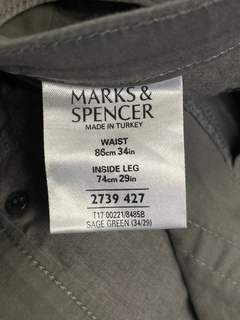 MARKS &
SPENCER
MADE IN TURKEY
WAIST
86cm 34in
INSIDE LEG
74cm 29in
2739 427
T17 00221/8485B
SAGE GREEN (34/29)